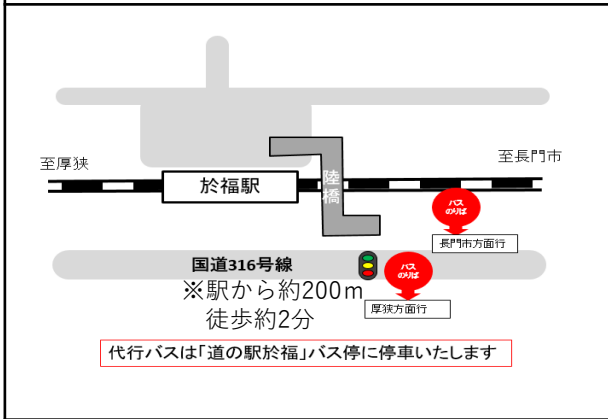 至厚狭
至長門市
於福駅
陸橋
バス
のりば
長門市方面行
国道316号線
バス
のりば
※駅から約200m
徒歩約2分
厚狭方面行
代行バスは「道の駅於福」バス停に停車いたします